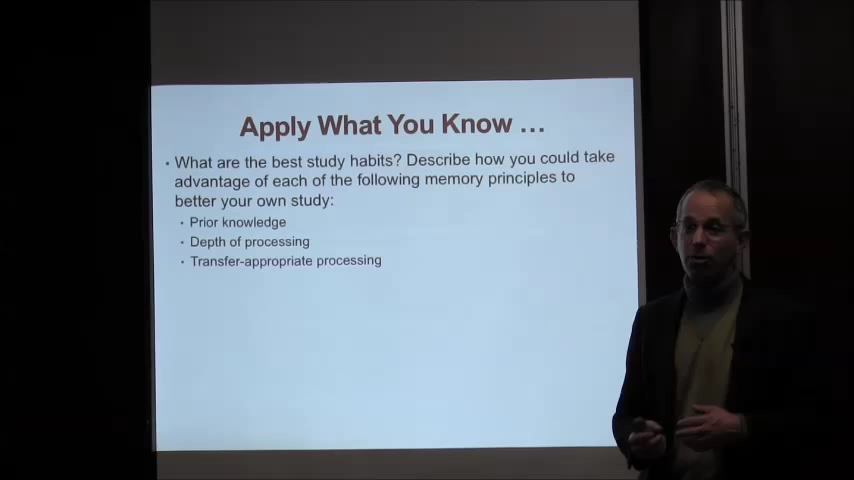 Apply What You Know …
• What are the best study habits? Describe how you could take
advantage of each of the following memory principles to
better your own study:
• Prior knowledge
• Depth of processing
• Transfer-appropriate processing